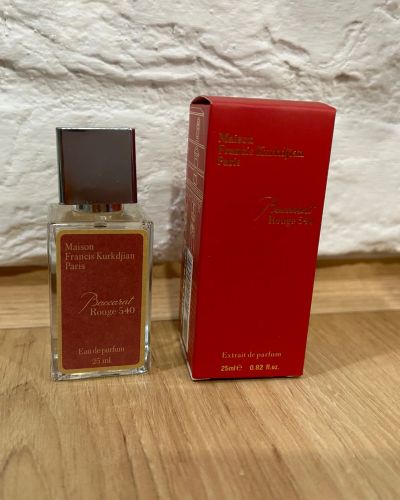 Maison
Francis Kurkdjian
Paris
Baccarat
Rouge 540
Eau de parfum
25 ml
Maison
Francis Kurkdjian
Paris
Baccarat
Rouge 540
Extrait de parfum
25ml℮ 0.82 fl.oz.